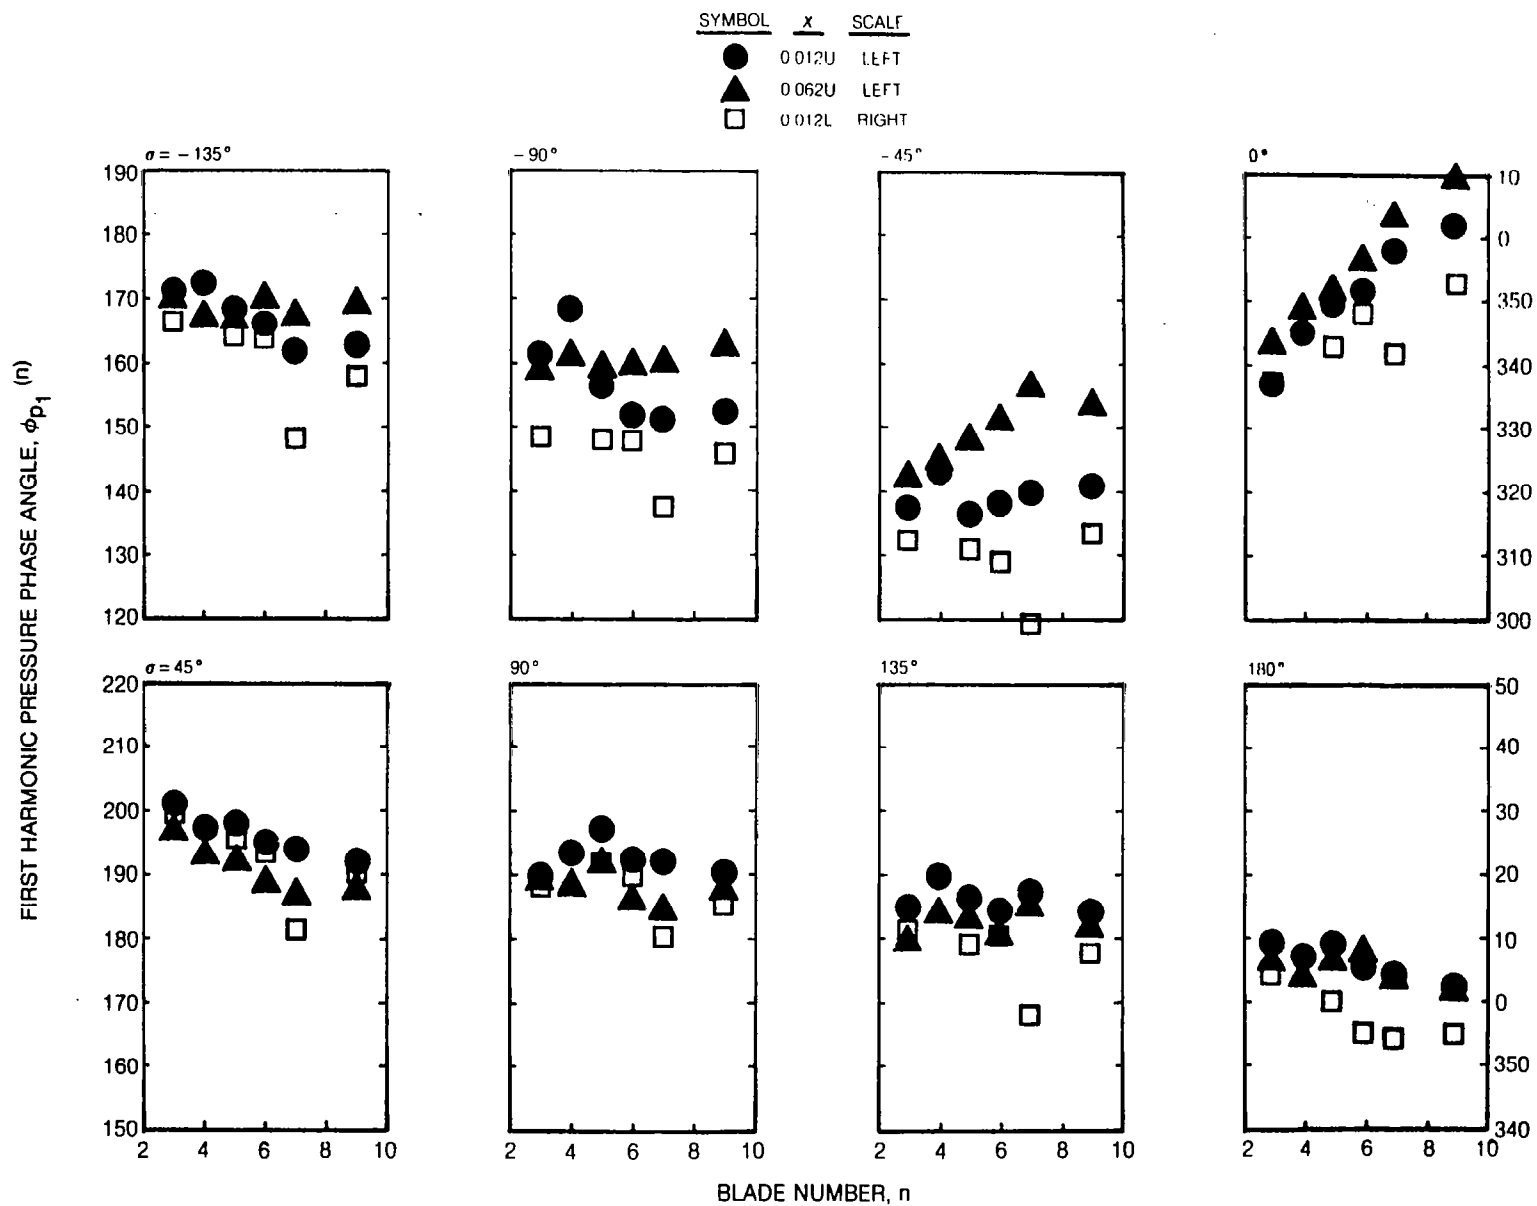 SYMBOL χ SCALE
0 012U LEFT
0 062U LEFT
0 012L RIGHT
σ = − 135° − 90° − 45° 0°
190 10
180 0
170 350
160 340
150 330
140 320
130 310
120 300
σ = 45° 90° 135° 180°
220 50
210 40
200 30
190 20
180 10
170 0
160 350
150 340
2 4 6 8 10 2 4 6 8 10 2 4 6 8 10 2 4 6 8 10
FIRST HARMONIC PRESSURE PHASE ANGLE, ϕp1 (n)
BLADE NUMBER, n